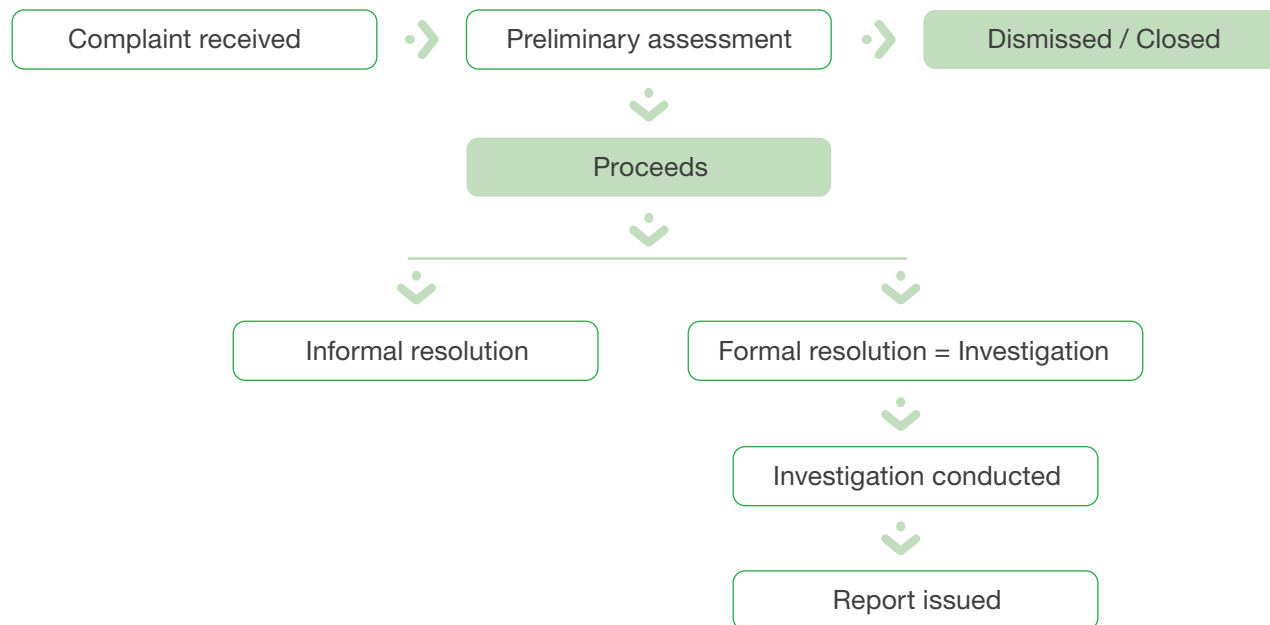 Complaint received
Preliminary assessment
Dismissed / Closed
Proceeds
Informal resolution
Formal resolution = Investigation
Investigation conducted
Report issued